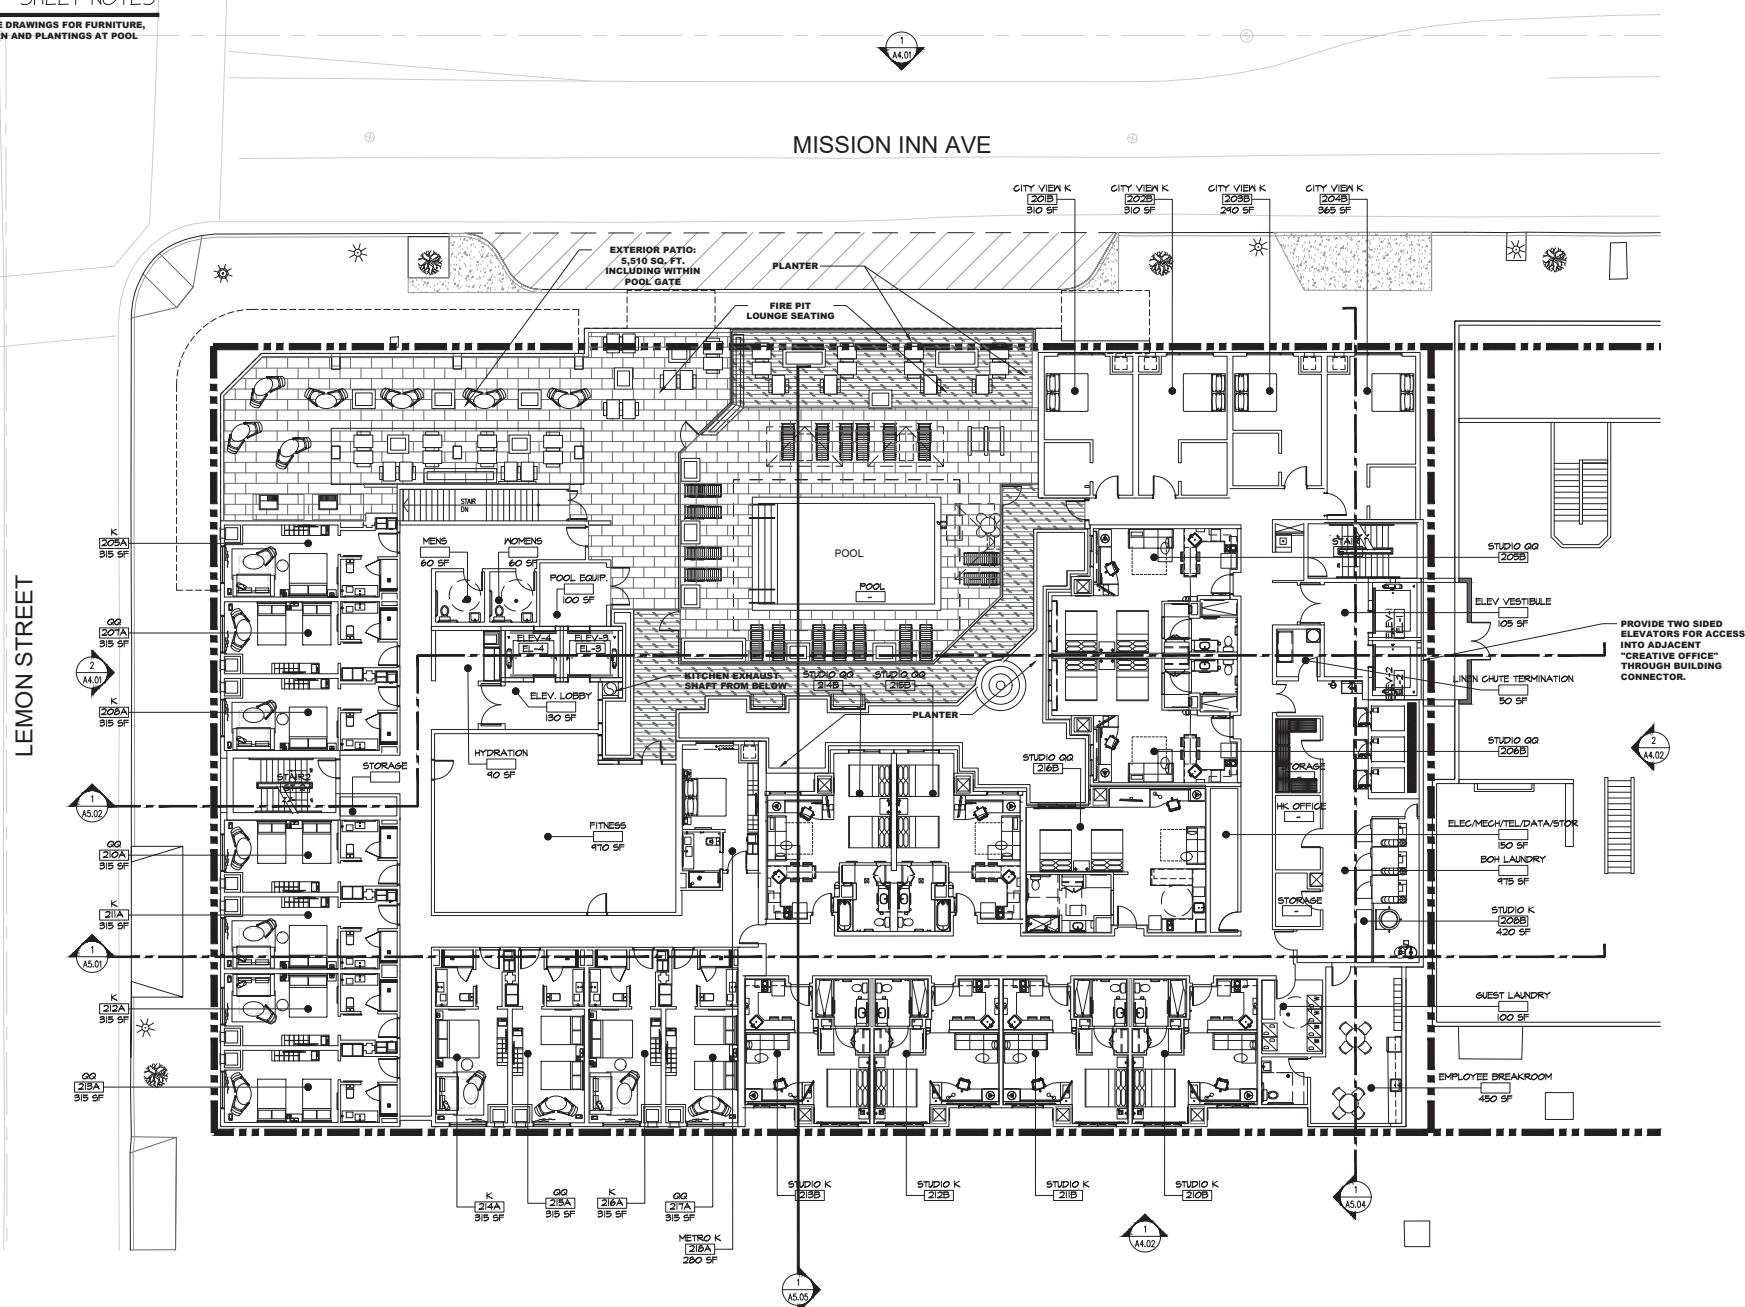 SHEET NOTES
E DRAWINGS FOR FURNITURE,
N AND PLANTINGS AT POOL
1
A4.01
MISSION INN AVE
CITY VIEW K
201B
310 SF
CITY VIEW K
202B
310 SF
CITY VIEW K
203B
290 SF
CITY VIEW K
204B
365 SF
EXTERIOR PATIO:
5,510 SQ. FT.
INCLUDING WITHIN
POOL GATE
PLANTER
FIRE PIT
LOUNGE SEATING
STAIR
DN
K
205A
315 SF
MENS
60 SF
WOMENS
60 SF
POOL EQUIP.
100 SF
POOL
POOL
-
STUDIO QQ
205B
LEMON STREET
QQ
207A
315 SF
ELEV-4
EL-4
ELEV-3
EL-3
ELEV VESTIBULE
105 SF
PROVIDE TWO SIDED
ELEVATORS FOR ACCESS
INTO ADJACENT
"CREATIVE OFFICE"
THROUGH BUILDING
CONNECTOR.
2
A4.01
KITCHEN EXHAUST
SHAFT FROM BELOW
STUDIO QQ
214B
STUDIO QQ
215B
LINEN CHUTE TERMINATION
50 SF
K
208A
315 SF
ELEV. LOBBY
130 SF
PLANTER
HYDRATION
90 SF
STUDIO QQ
206B
2
A4.02
STORAGE
STAIR2
STUDIO QQ
216B
STORAGE
1
A5.02
HK OFFICE
-
FITNESS
970 SF
ELEC/MECH/TEL/DATA/STOR
150 SF
QQ
210A
315 SF
BOH LAUNDRY
975 SF
K
211A
315 SF
STORAGE
-
STUDIO K
208B
420 SF
1
A5.01
K
212A
315 SF
GUEST LAUNDRY
100 SF
QQ
213A
315 SF
EMPLOYEE BREAKROOM
450 SF
K
214A
315 SF
QQ
215A
315 SF
K
216A
315 SF
QQ
217A
315 SF
STUDIO K
213B
STUDIO K
212B
STUDIO K
211B
STUDIO K
210B
1
A5.04
METRO K
218A
280 SF
1
A4.02
1
A5.05